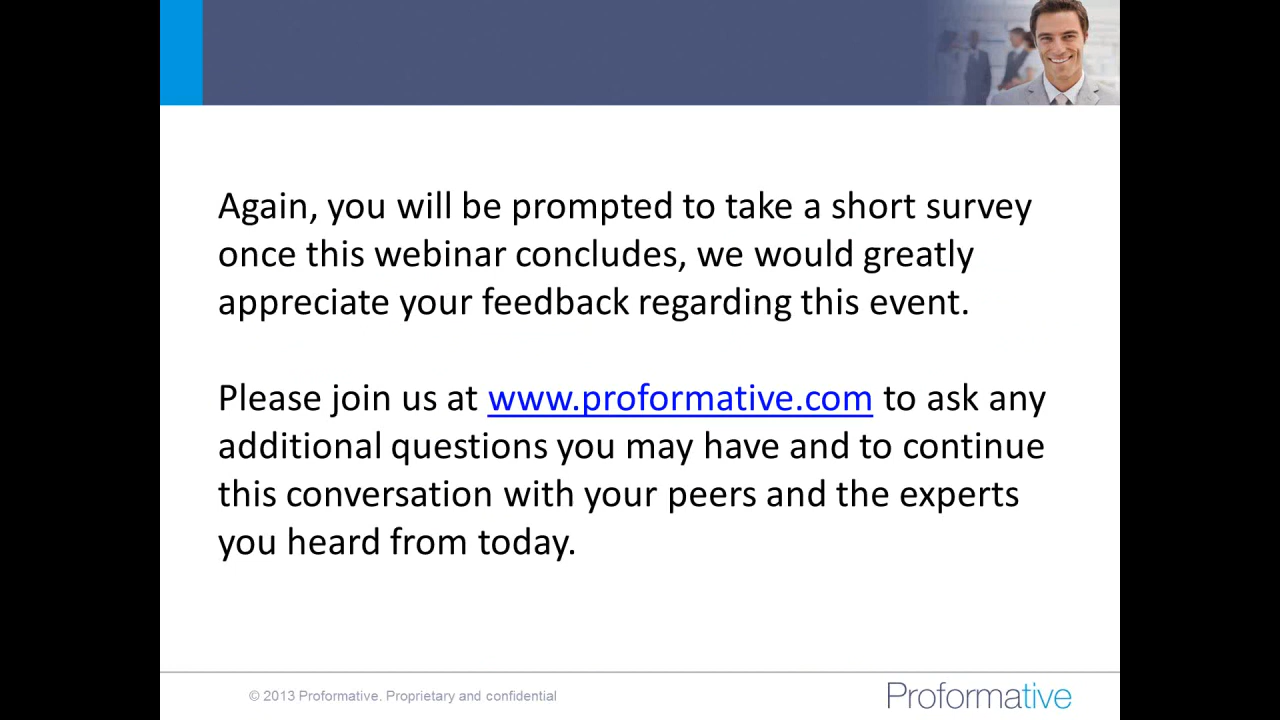 Again, you will be prompted to take a short survey
once this webinar concludes, we would greatly
appreciate your feedback regarding this event.
Please join us at www.proformative.com to ask any
additional questions you may have and to continue
this conversation with your peers and the experts
you heard from today.
© 2013 Proformative. Proprietary and confidential
Proformative